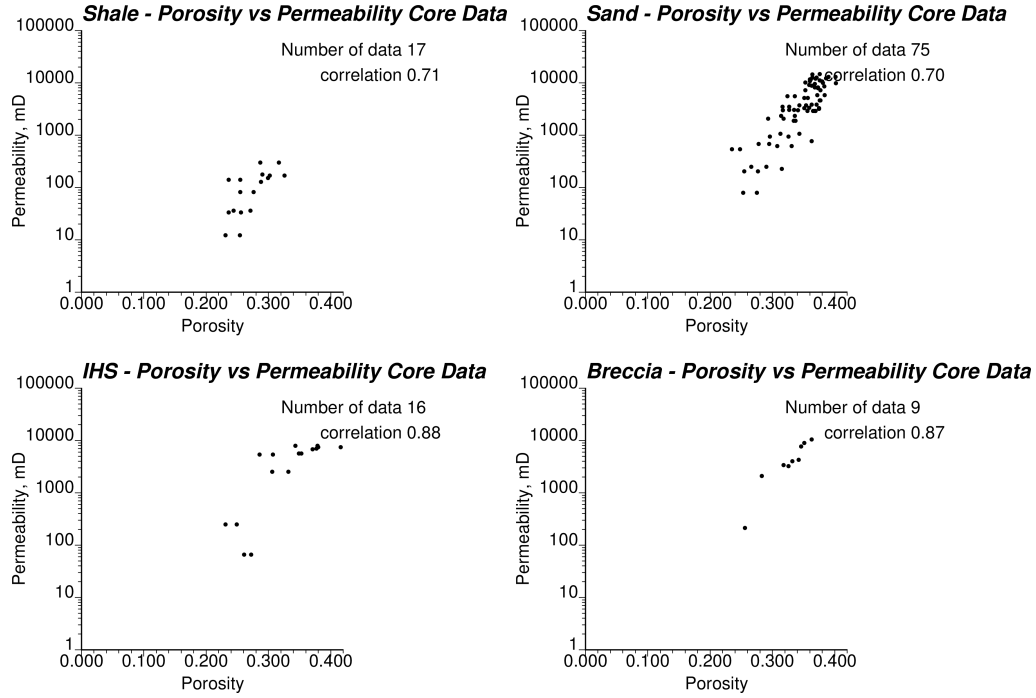 Shale - Porosity vs Permeability Core Data
Number of data 17
correlation 0.71
100000
10000
1000
100
10
1
Permeability, mD
0.000 0.100 0.200 0.300 0.400
Porosity
Sand - Porosity vs Permeability Core Data
Number of data 75
correlation 0.70
100000
10000
1000
100
10
1
Permeability, mD
0.000 0.100 0.200 0.300 0.400
Porosity
IHS - Porosity vs Permeability Core Data
Number of data 16
correlation 0.88
100000
10000
1000
100
10
1
Permeability, mD
0.000 0.100 0.200 0.300 0.400
Porosity
Breccia - Porosity vs Permeability Core Data
Number of data 9
correlation 0.87
100000
10000
1000
100
10
1
Permeability, mD
0.000 0.100 0.200 0.300 0.400
Porosity